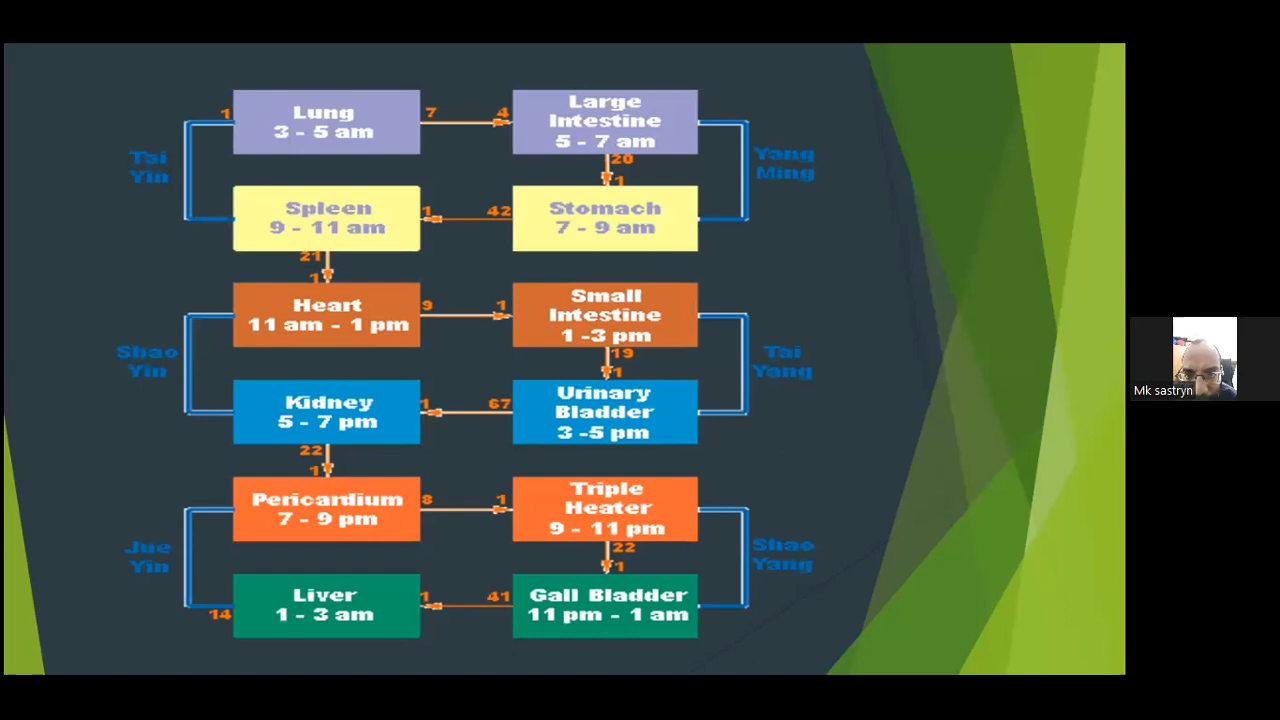 1
Lung
3 - 5 am
7
4
Large
Intestine
5 - 7 am
Tai
Yin
20
1
Yang
Ming
Spleen
9 - 11 am
1
42
Stomach
7 - 9 am
21
1
Heart
11 am - 1 pm
9
1
Small
Intestine
1 -3 pm
Shao
Yin
19
1
Tai
Yang
Kidney
5 - 7 pm
1
67
Urinary
Bladder
3 -5 pm
22
1
Pericardium
7 - 9 pm
8
1
Triple
Heater
9 - 11 pm
Jue
Yin
22
1
Shao
Yang
14
Liver
1 - 3 am
1
41
Gall Bladder
11 pm - 1 am
Mk sastryn